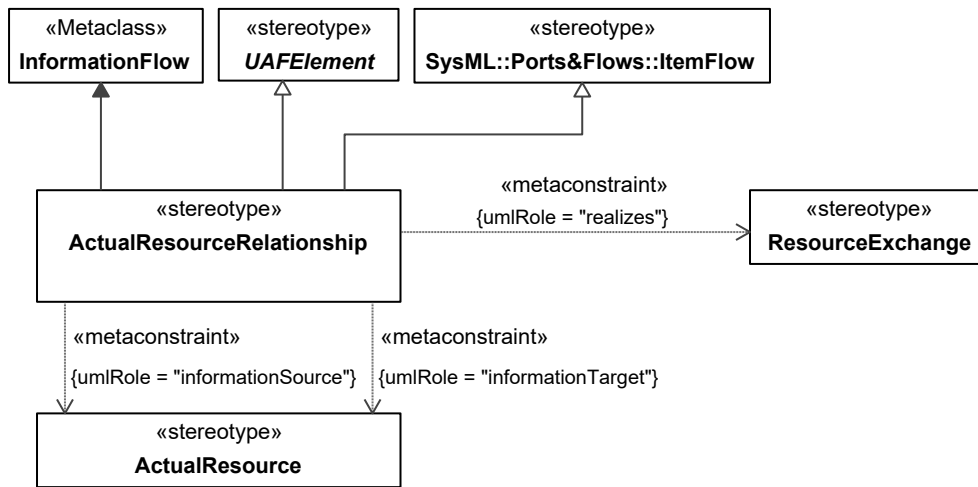 «Metaclass»
InformationFlow
«stereotype»
UAFElement
«stereotype»
SysML::Ports&Flows::ItemFlow
«stereotype»
ActualResourceRelationship
«metaconstraint»
{umlRole = "realizes"}
«stereotype»
ResourceExchange
«metaconstraint»
{umlRole = "informationSource"}
«metaconstraint»
{umlRole = "informationTarget"}
«stereotype»
ActualResource